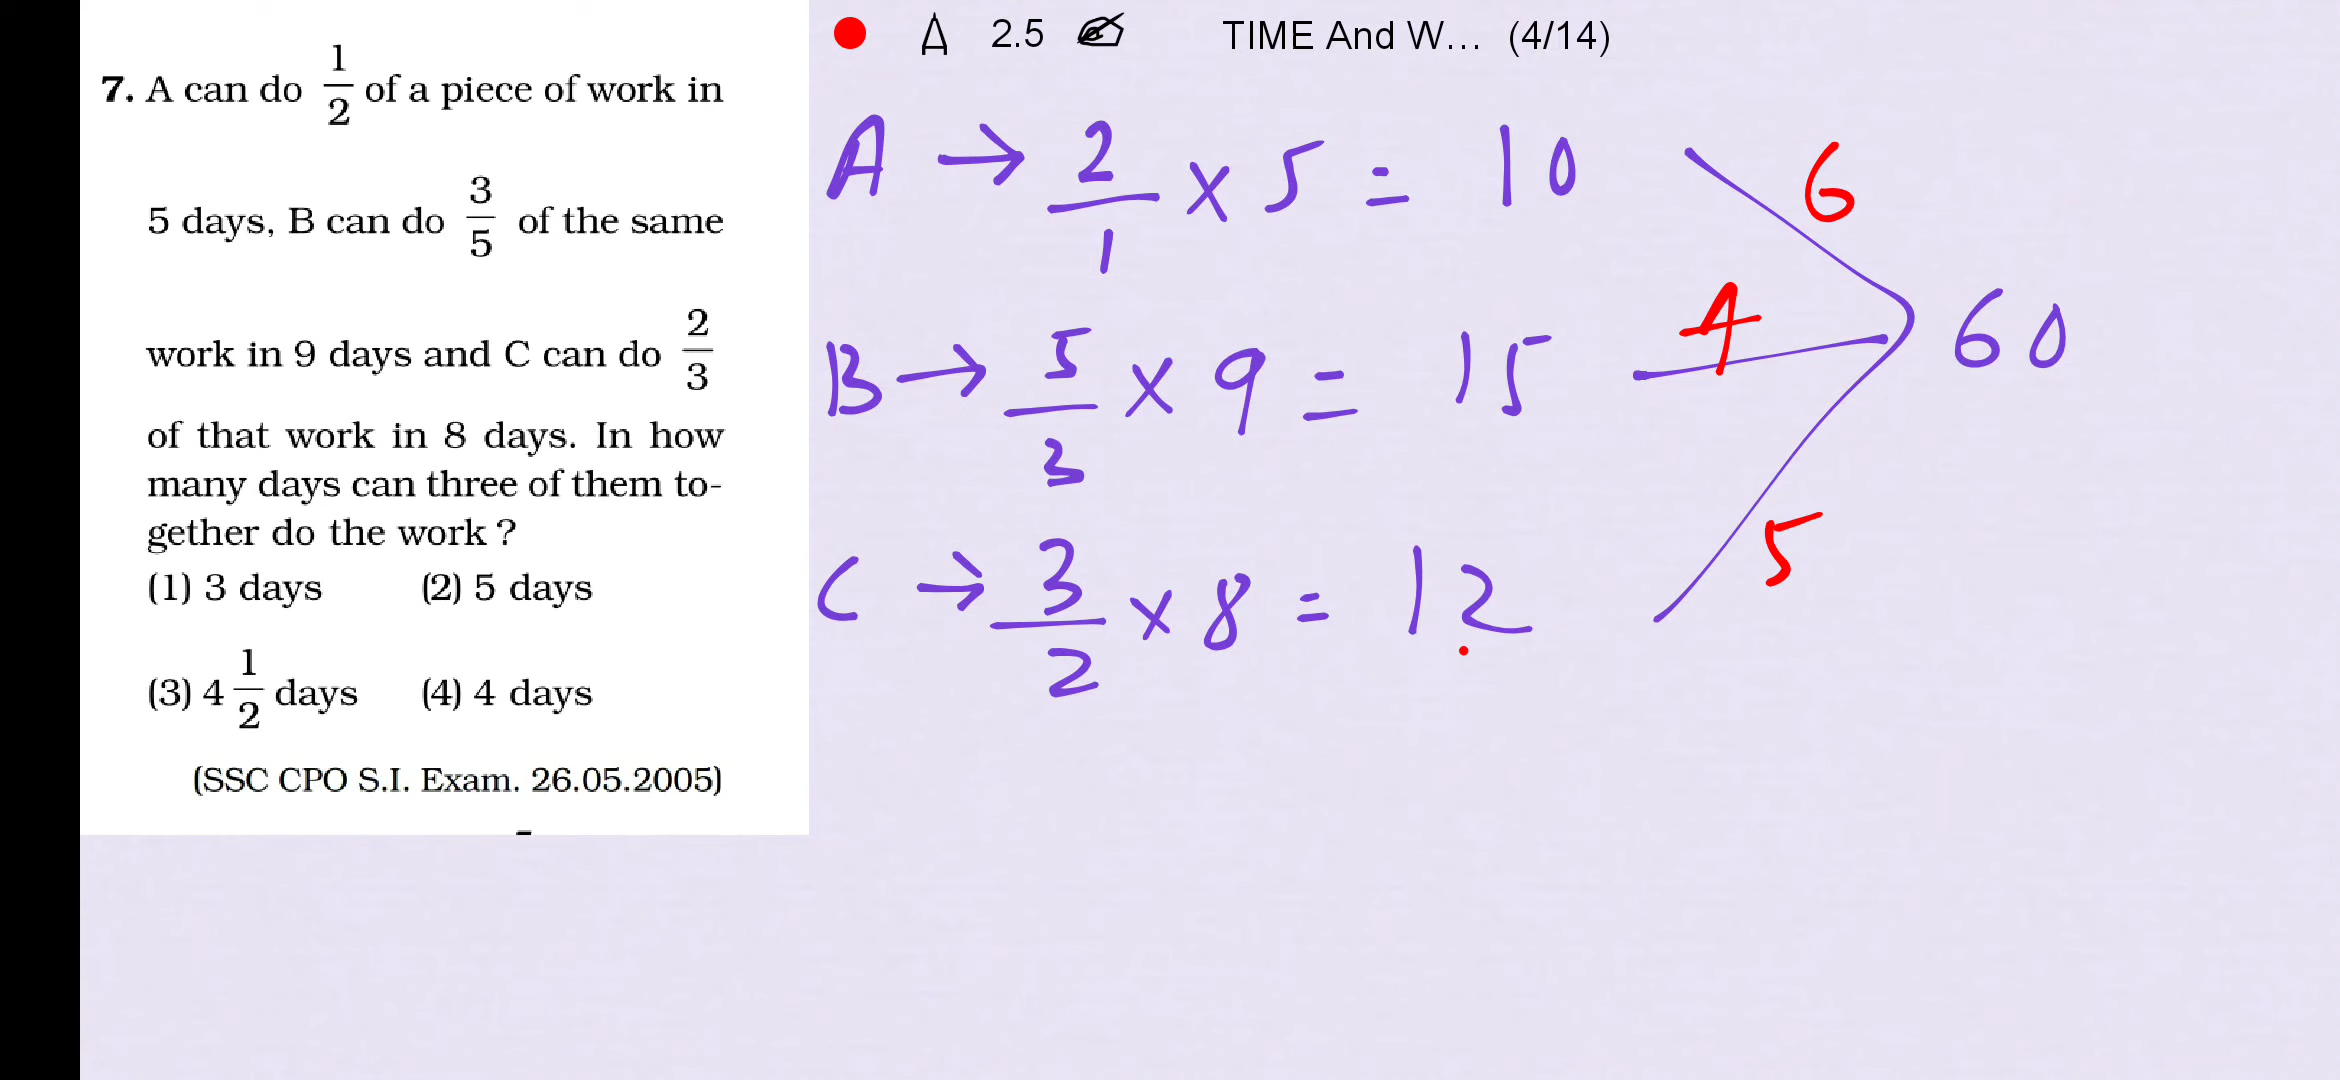 7. A can do 1/2 of a piece of work in
5 days, B can do 3/5 of the same
work in 9 days and C can do 2/3
of that work in 8 days. In how
many days can three of them to-
gether do the work ?
(1) 3 days (2) 5 days
(3) 4 1/2 days (4) 4 days
(SSC CPO S.I. Exam. 26.05.2005)
2.5 TIME And W... (4/14)
A → 2/1 × 5 = 10 6
B → 5/3 × 9 = 15 4 60
C → 3/2 × 8 = 12 5